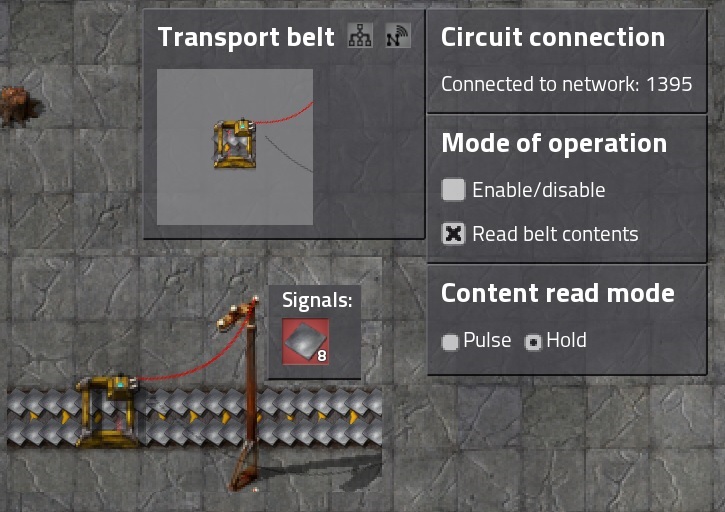 Transport belt
Circuit connection
Connected to network: 1395
Mode of operation
Enable/disable
Read belt contents
Content read mode
Pulse Hold
Signals:
8